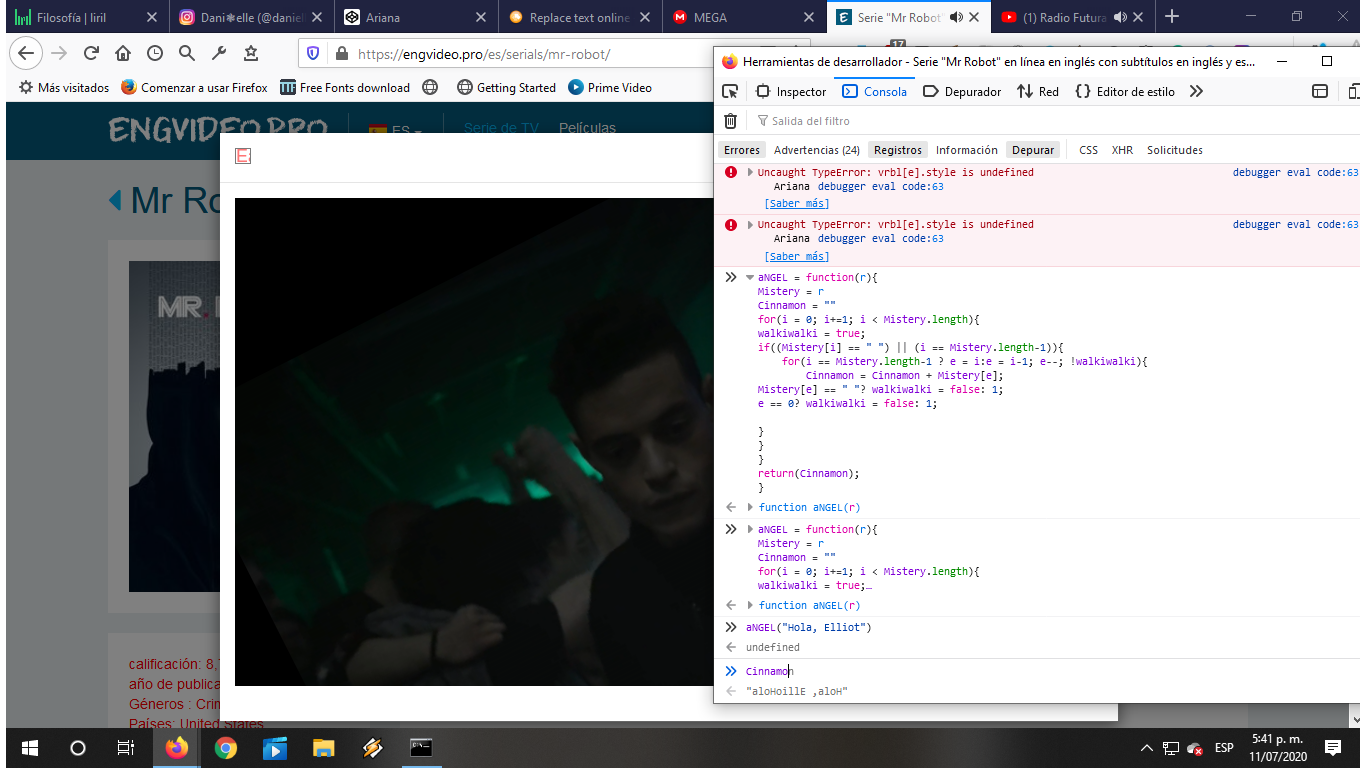 Filosofía | liril
Dani❃elle (@daniel
Ariana
Replace text online
MEGA
Serie "Mr Robot"
(1) Radio Futura
https://engvideo.pro/es/serials/mr-robot/
17
Más visitados
Comenzar a usar Firefox
Free Fonts download
Getting Started
Prime Video
ENGVIDEO.PRO
ES
Serie de TV
Películas
E
Mr Ro
MR.
calificación: 8,
año de publica
Géneros : Crim
Países: United States
Herramientas de desarrollador - Serie "Mr Robot" en línea en inglés con subtítulos en inglés y es...
Inspector
Consola
Depurador
Red
Editor de estilo
Salida del filtro
Errores
Advertencias (24)
Registros
Información
Depurar
CSS
XHR
Solicitudes
Uncaught TypeError: vrbl[e].style is undefined debugger eval code:63
Ariana debugger eval code:63
[Saber más]
Uncaught TypeError: vrbl[e].style is undefined debugger eval code:63
Ariana debugger eval code:63
[Saber más]
aNGEL = function(r){
Mistery = r
Cinnamon = ""
for(i = 0; i+=1; i < Mistery.length){
walkiwalki = true;
if((Mistery[i] == " ") || (i == Mistery.length-1)){
for(i == Mistery.length-1 ? e = i:e = i-1; e--; !walkiwalki){
Cinnamon = Cinnamon + Mistery[e];
Mistery[e] == " "? walkiwalki = false: 1;
e == 0? walkiwalki = false: 1;
}
}
}
return(Cinnamon);
}
function aNGEL(r)
aNGEL = function(r){
Mistery = r
Cinnamon = ""
for(i = 0; i+=1; i < Mistery.length){
walkiwalki = true;…
function aNGEL(r)
aNGEL("Hola, Elliot")
undefined
Cinnamon
"aloHoillE ,aloH"
ESP
5:41 p. m.
11/07/2020